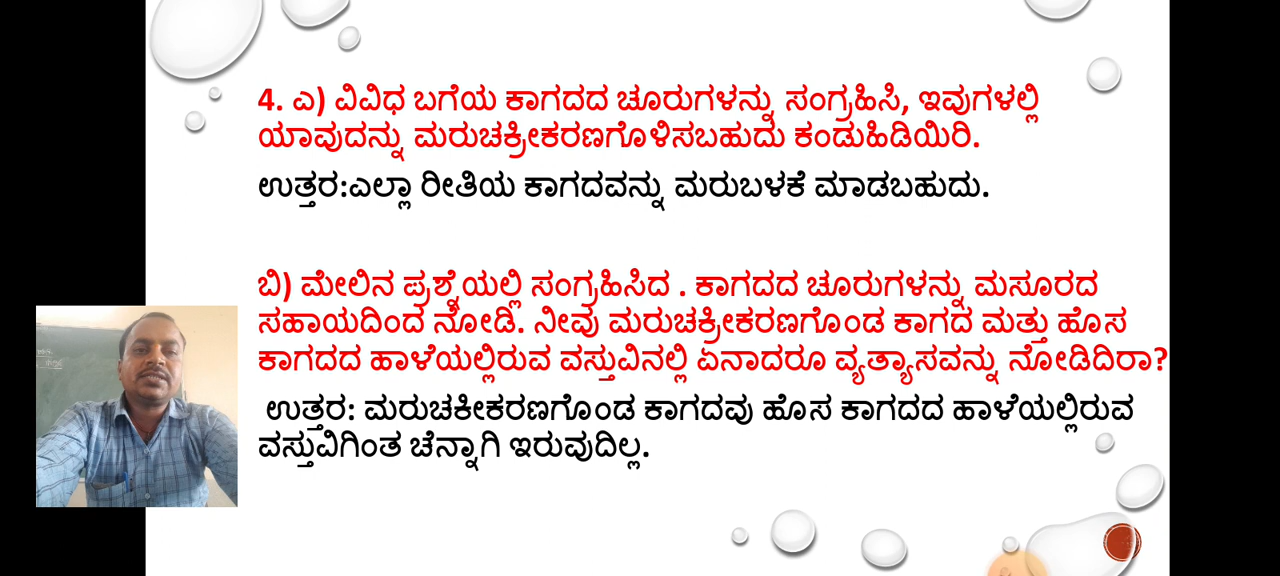 4. ಎ) ವಿವಿಧ ಬಗೆಯ ಕಾಗದದ ಚೂರುಗಳನ್ನು ಸಂಗ್ರಹಿಸಿ, ಇವುಗಳಲ್ಲಿ
ಯಾವುದನ್ನು ಮರುಚಕ್ರೀಕರಣಗೊಳಿಸಬಹುದು ಕಂಡುಹಿಡಿಯಿರಿ.
ಉತ್ತರ:ಎಲ್ಲಾ ರೀತಿಯ ಕಾಗದವನ್ನು ಮರುಬಳಕೆ ಮಾಡಬಹುದು.
ಬಿ) ಮೇಲಿನ ಪ್ರಶ್ನೆಯಲ್ಲಿ ಸಂಗ್ರಹಿಸಿದ . ಕಾಗದದ ಚೂರುಗಳನ್ನು ಮಸೂರದ
ಸಹಾಯದಿಂದ ನೋಡಿ. ನೀವು ಮರುಚಕ್ರೀಕರಣಗೊಂಡ ಕಾಗದ ಮತ್ತು ಹೊಸ
ಕಾಗದದ ಹಾಳೆಯಲ್ಲಿರುವ ವಸ್ತುವಿನಲ್ಲಿ ಏನಾದರೂ ವ್ಯತ್ಯಾಸವನ್ನು ನೋಡಿದಿರಾ?
ಉತ್ತರ: ಮರುಚಕೀಕರಣಗೊಂಡ ಕಾಗದವು ಹೊಸ ಕಾಗದದ ಹಾಳೆಯಲ್ಲಿರುವ
ವಸ್ತುವಿಗಿಂತ ಚೆನ್ನಾಗಿ ಇರುವುದಿಲ್ಲ.